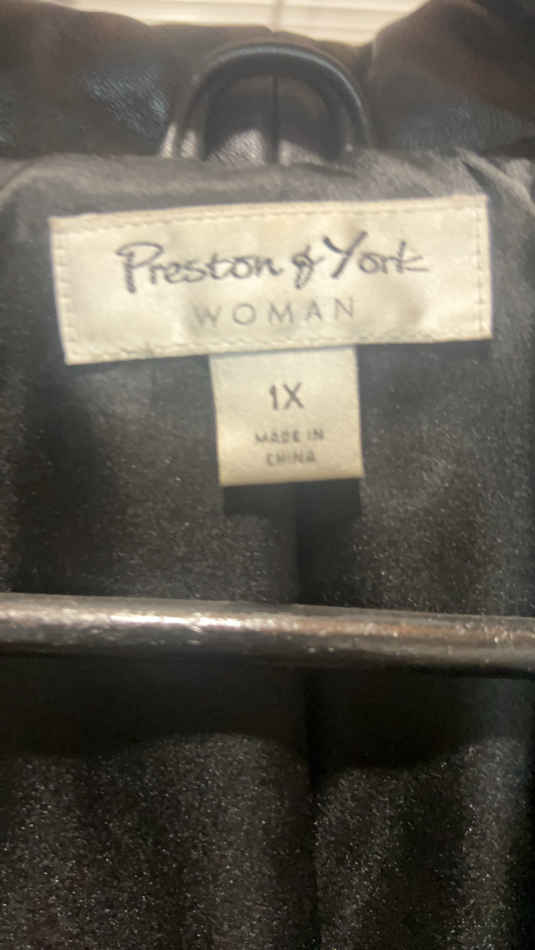 Preston & York
WOMAN
1X
MADE IN
CHINA